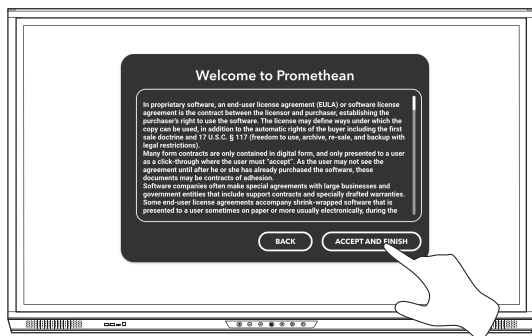 Welcome to Promethean
In proprietary software, an end-user license agreement (EULA) or software license
agreement is the contract between the licensor and purchaser, establishing the
purchaser's right to use the software. The license may define ways under which the
copy can be used, in addition to the automatic rights of the buyer including the first
sale doctrine and 17 U.S.C. § 117 (freedom to use, archive, re-sale, and backup with
legal restrictions).
Many form contracts are only contained in digital form, and only presented to a user
as a click-through where the user must "accept". As the user may not see the
agreement until after he or she has already purchased the software, these
documents may be contracts of adhesion.
Software companies often make special agreements with large businesses and
government entities that include support contracts and specially drafted warranties.
Some end-user license agreements accompany shrink-wrapped software that is
presented to a user sometimes on paper or more usually electronically, during the
BACK
ACCEPT AND FINISH